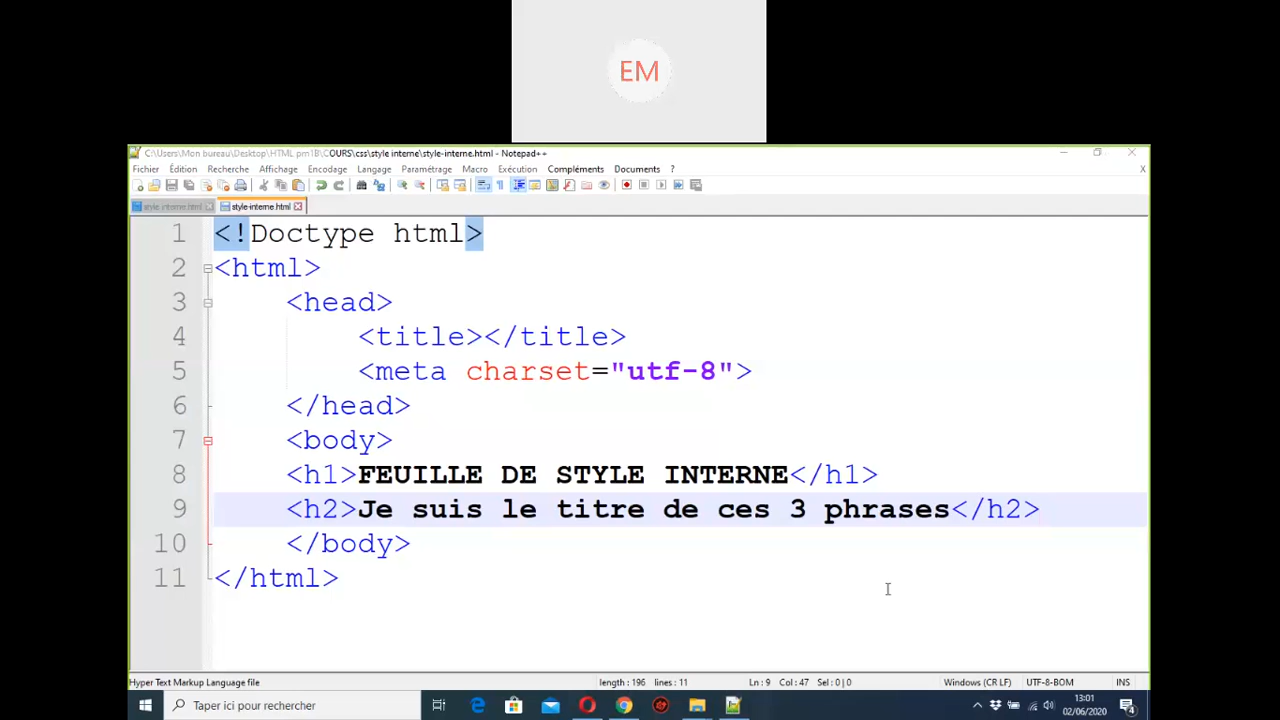 EM
C:\Users\Mon bureau\Desktop\HTML pm1B\COURS\css\style interne\style-interne.html - Notepad++
Fichier Édition Recherche Affichage Encodage Langage Paramétrage Macro Exécution Compléments Documents ? X
style interne.html style-interne.html
1 <!Doctype html>
2 <html>
3 <head>
4 <title></title>
5 <meta charset="utf-8">
6 </head>
7 <body>
8 <h1>FEUILLE DE STYLE INTERNE</h1>
9 <h2>Je suis le titre de ces 3 phrases</h2>
10 </body>
11 </html>
Hyper Text Markup Language file length : 196 lines : 11 Ln : 9 Col : 47 Sel : 0 | 0 Windows (CR LF) UTF-8-BOM INS
Taper ici pour rechercher 13:01
02/06/2020 4